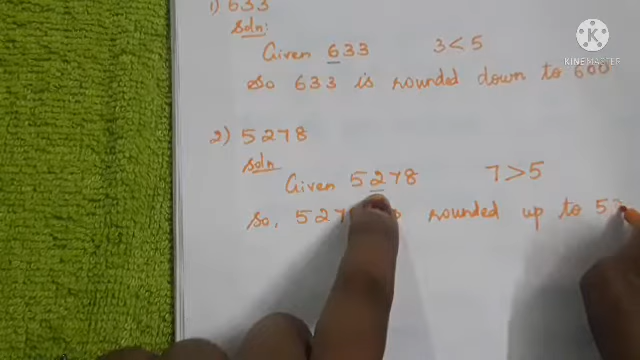 1) 633
Soln:
Given 633 3 < 5
So 633 is rounded down to 600
KINEMASTER
2) 5278
Soln
Given 5278 7 > 5
So, rounded up to